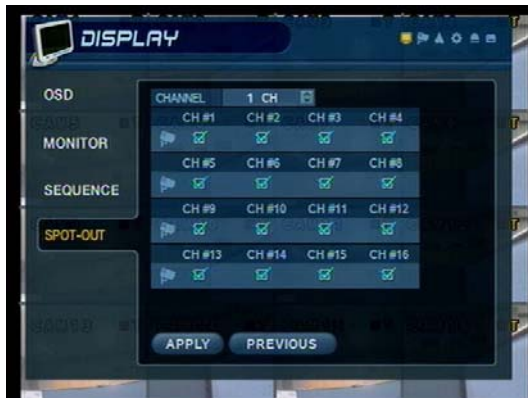 DISPLAY
OSD
MONITOR
SEQUENCE
SPOT-OUT
CHANNEL 1 CH
CH #1 CH #2 CH #3 CH #4
CH #5 CH #6 CH #7 CH #8
CH #9 CH #10 CH #11 CH #12
CH #13 CH #14 CH #15 CH #16
APPLY PREVIOUS